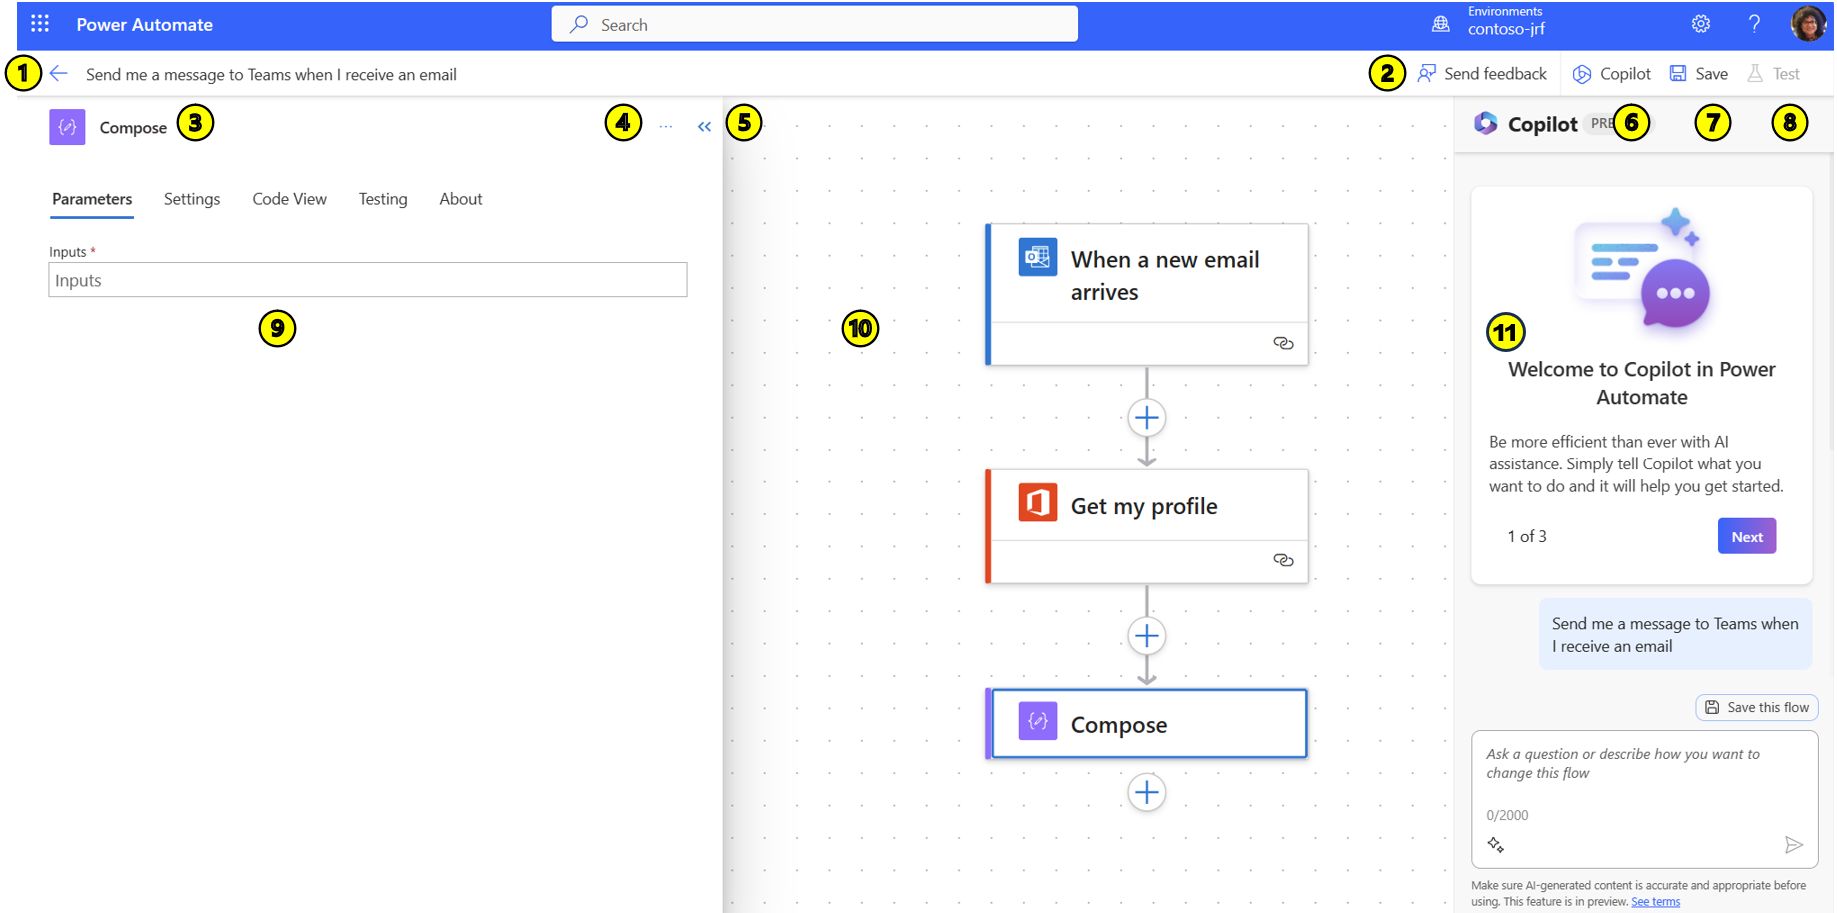 Power Automate
Search
Environments
contoso-jrf
?
1
Send me a message to Teams when I receive an email
2
Send feedback
Copilot
Save
Test
Compose
3
4
...
5
Copilot
6
7
8
Parameters
Settings
Code View
Testing
About
Inputs *
Inputs
9
10
When a new email
arrives
Get my profile
Compose
11
Welcome to Copilot in Power
Automate
Be more efficient than ever with AI
assistance. Simply tell Copilot what you
want to do and it will help you get started.
1 of 3
Next
Send me a message to Teams when
I receive an email
Save this flow
Ask a question or describe how you want to
change this flow
0/2000
Make sure AI-generated content is accurate and appropriate before
using. This feature is in preview. See terms